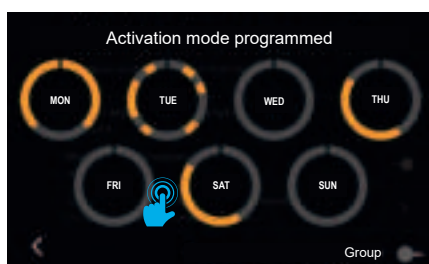 Activation mode programmed
MON TUE WED THU
FRI SAT SUN
Group